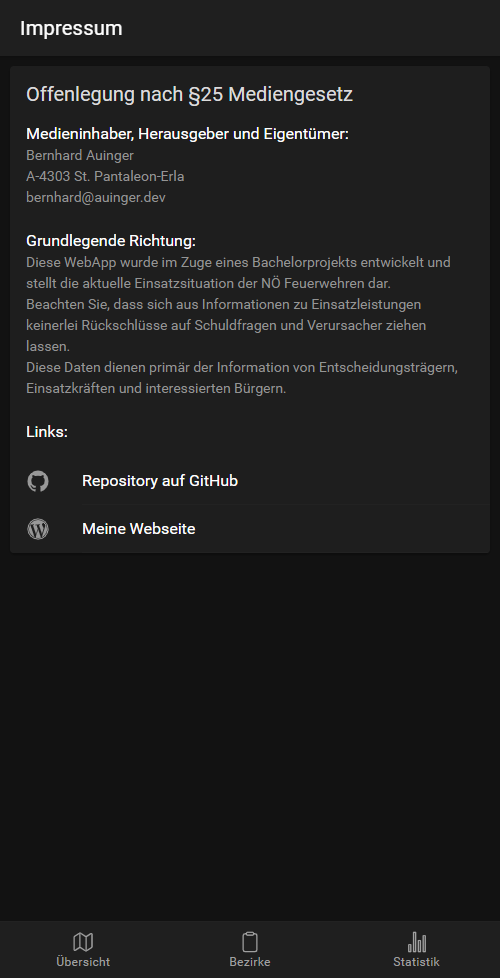 Impressum
Offenlegung nach §25 Mediengesetz
Medieninhaber, Herausgeber und Eigentümer:
Bernhard Auinger
A-4303 St. Pantaleon-Erla
bernhard@auinger.dev
Grundlegende Richtung:
Diese WebApp wurde im Zuge eines Bachelorprojekts entwickelt und
stellt die aktuelle Einsatzsituation der NÖ Feuerwehren dar.
Beachten Sie, dass sich aus Informationen zu Einsatzleistungen
keinerlei Rückschlüsse auf Schuldfragen und Verursacher ziehen
lassen.
Diese Daten dienen primär der Information von Entscheidungsträgern,
Einsatzkräften und interessierten Bürgern.
Links:
Repository auf GitHub
Meine Webseite
Übersicht
Bezirke
Statistik